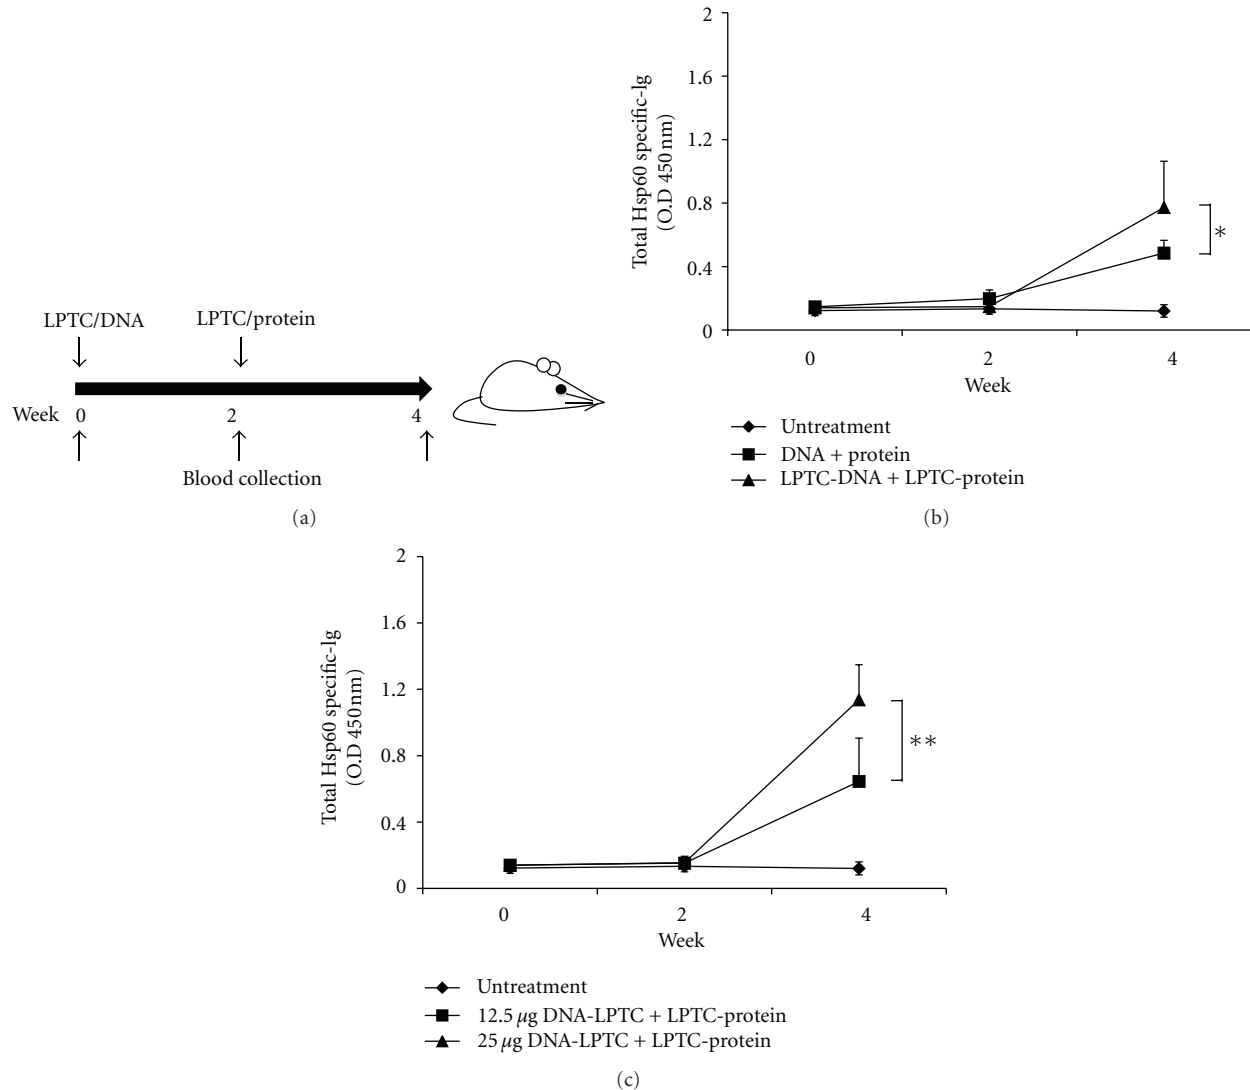 LPTC/DNA LPTC/protein
Week 0 2 4
Blood collection
(a)
Total Hsp60 specific-Ig
(O.D 450 nm)
2
1.6
1.2
0.8
0.4
0
0 2 4
Week
*
Untreatment
DNA + protein
LPTC-DNA + LPTC-protein
(b)
Total Hsp60 specific-Ig
(O.D 450 nm)
2
1.6
1.2
0.8
0.4
0
0 2 4
Week
**
Untreatment
12.5 µg DNA-LPTC + LPTC-protein
25 µg DNA-LPTC + LPTC-protein
(c)